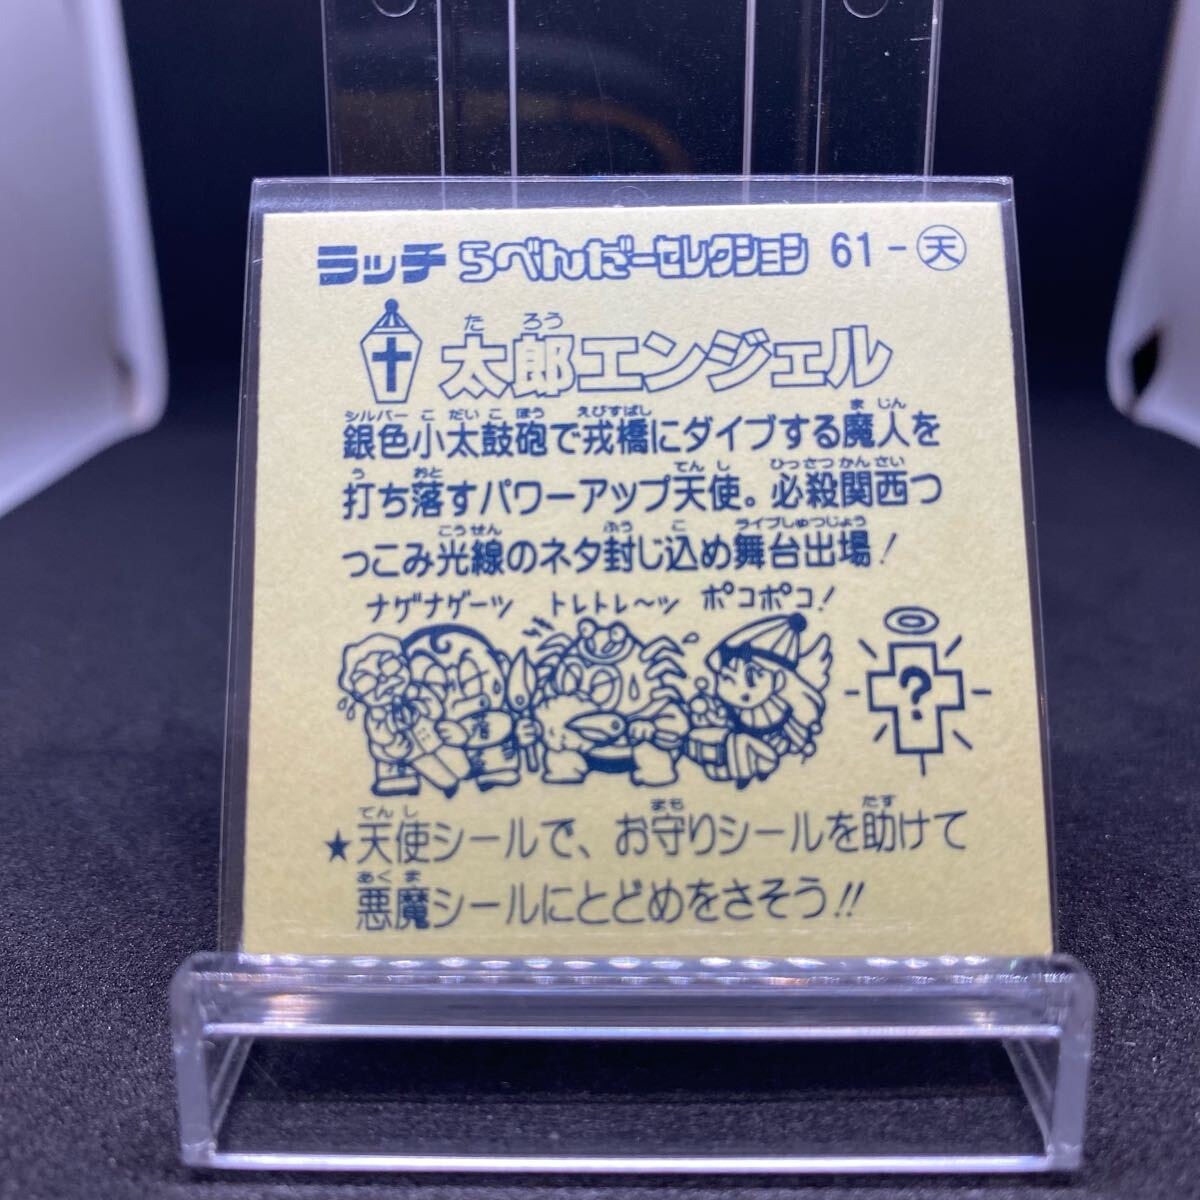 ラッチ らべんだーセレクション 61-天
たろう
太郎エンジェル
シルバー こ だい こ ほう えびすばし ま じん
銀色小太鼓砲で戎橋にダイブする魔人を
う おと てん し ひっさつ かんさい
打ち落すパワーアップ天使。必殺関西つ
こうせん ふう こ ライブしゅつじょう
っこみ光線のネタ封じ込め舞台出場!
ナゲナゲーツ トレトレ〜ッ ポコポコ!
?
てん し まも たす
★天使シールで、お守りシールを助けて
あく ま
悪魔シールにとどめをさそう!!